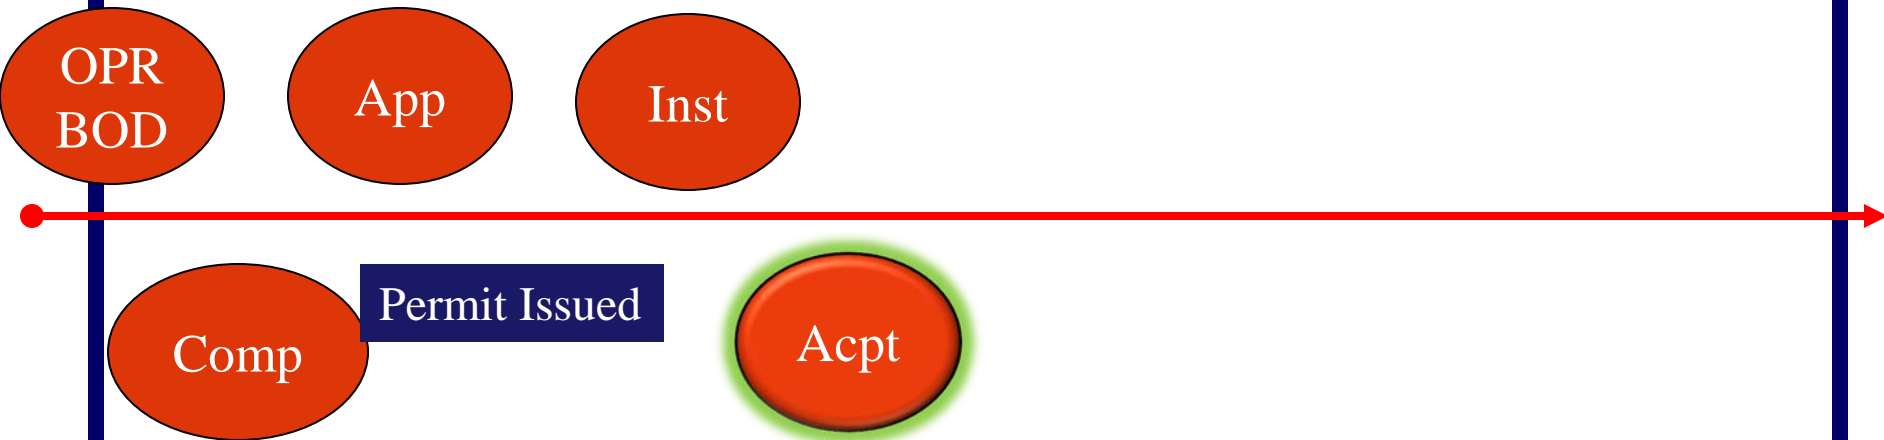 OPR
BOD
App
Inst
Permit Issued
Comp
Acpt